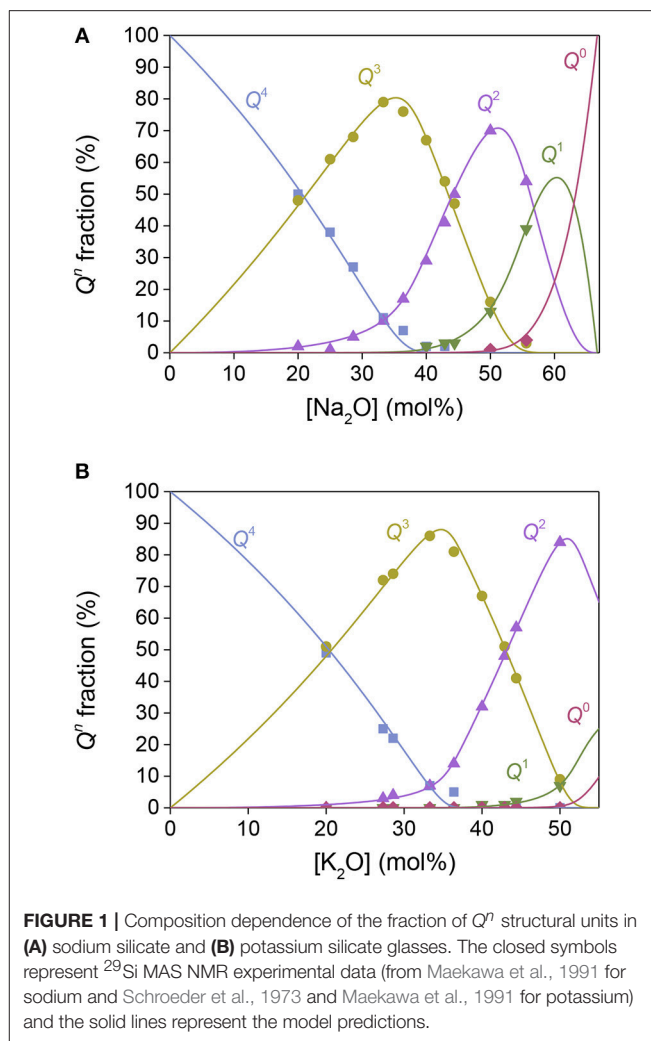 A
100
90
80
70
60
50
40
30
20
10
0
Qⁿ fraction (%)
Q⁴
Q³
Q²
Q¹
Q⁰
0 10 20 30 40 50 60
[Na₂O] (mol%)
B
100
90
80
70
60
50
40
30
20
10
0
Qⁿ fraction (%)
Q⁴
Q³
Q²
Q¹
Q⁰
0 10 20 30 40 50
[K₂O] (mol%)
FIGURE 1 | Composition dependence of the fraction of Qⁿ structural units in
(A) sodium silicate and (B) potassium silicate glasses. The closed symbols
represent ²⁹Si MAS NMR experimental data (from Maekawa et al., 1991 for
sodium and Schroeder et al., 1973 and Maekawa et al., 1991 for potassium)
and the solid lines represent the model predictions.